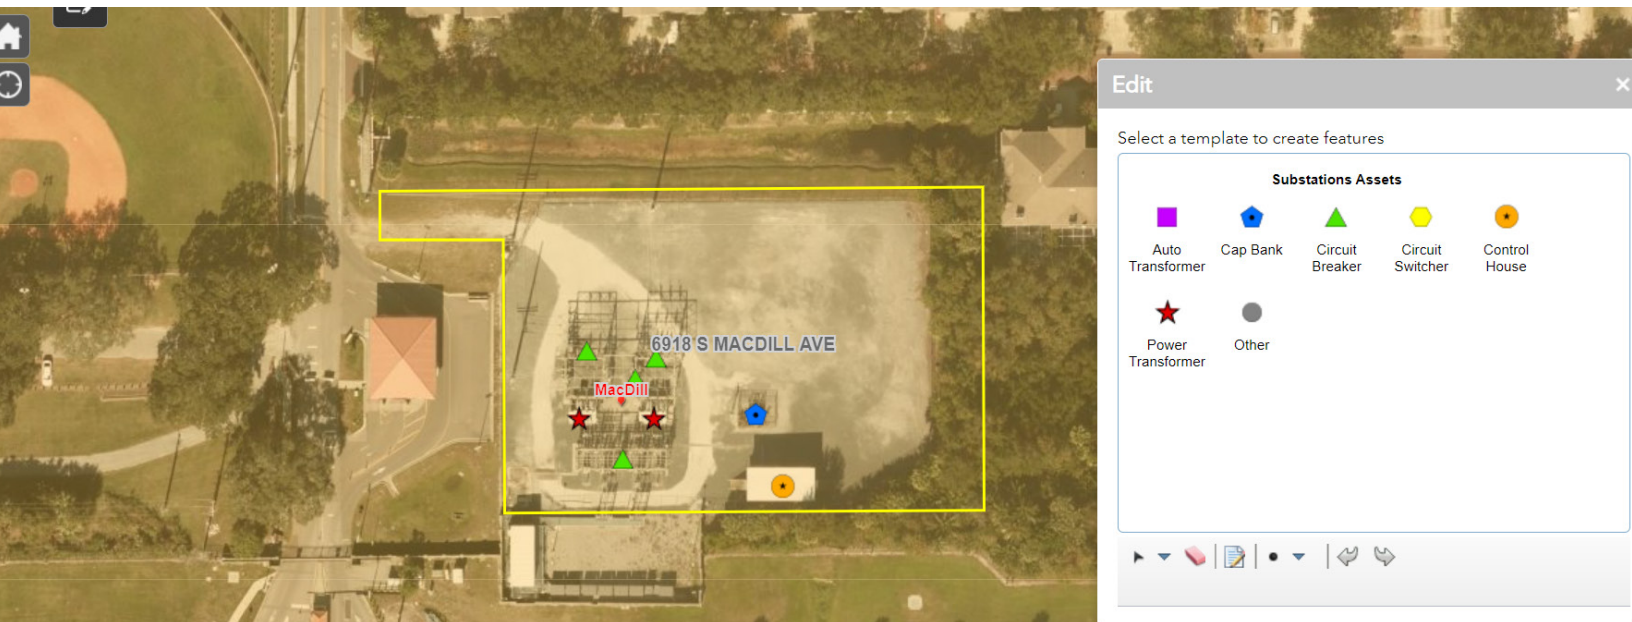 Edit
Select a template to create features
Substations Assets
Auto
Transformer
Cap Bank
Circuit
Breaker
Circuit
Switcher
Control
House
Power
Transformer
Other
6918 S MACDILL AVE
MacDill